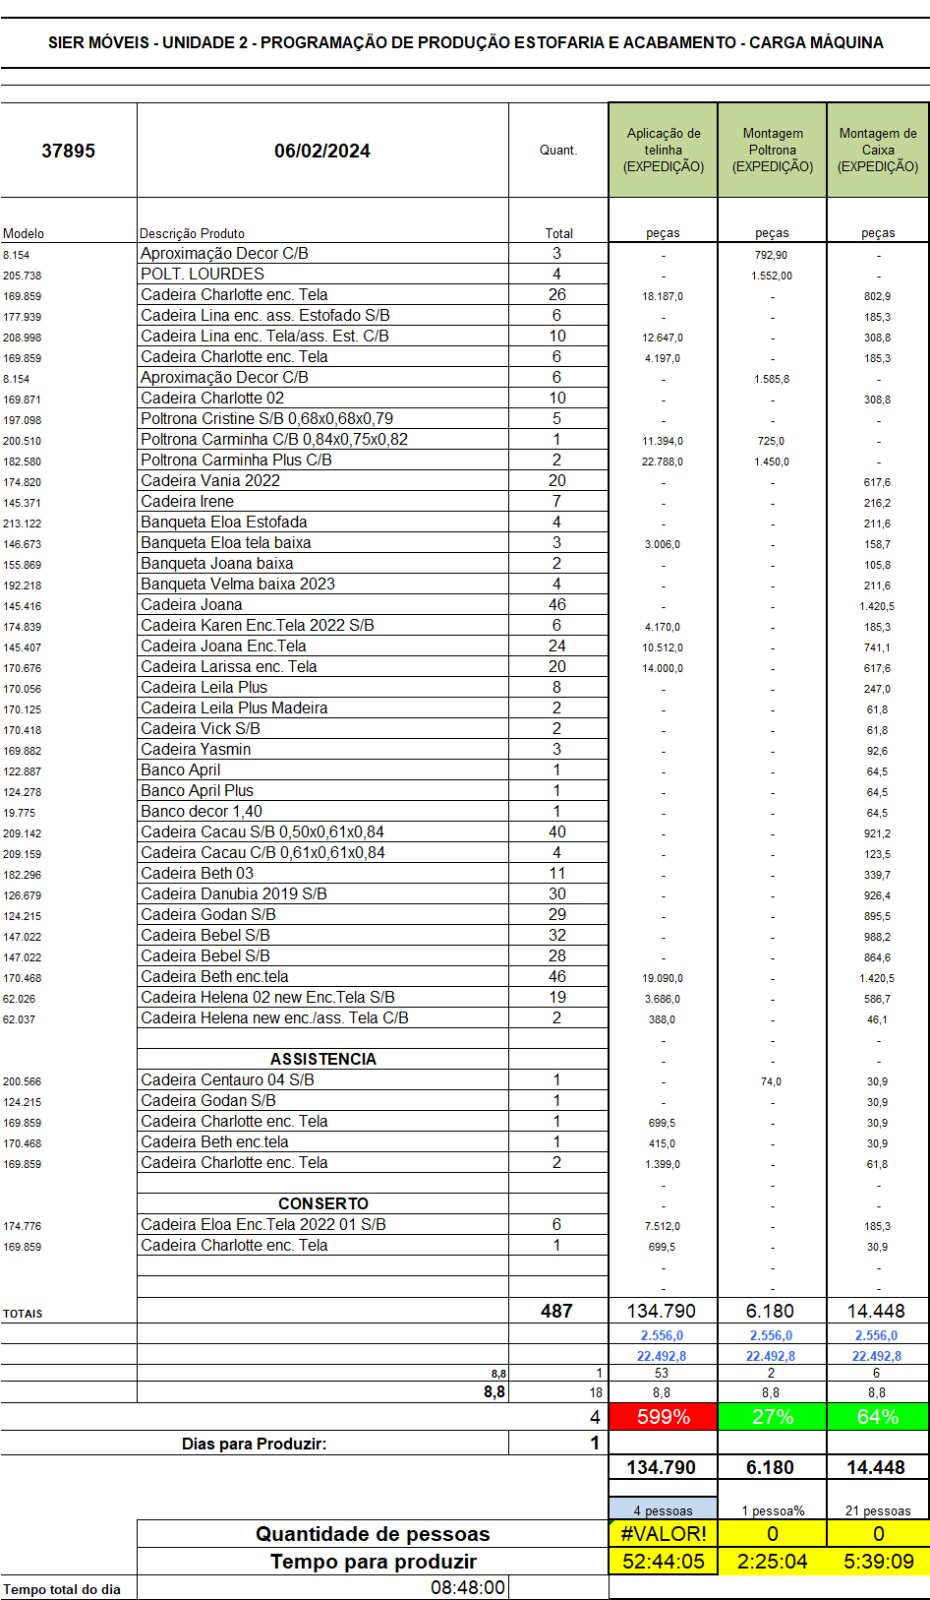 SIER MÓVEIS - UNIDADE 2 - PROGRAMAÇÃO DE PRODUÇÃO ESTOFARIA E ACABAMENTO - CARGA MÁQUINA
37895 06/02/2024 Quant. Aplicação de telinha (EXPEDIÇÃO) Montagem Poltrona (EXPEDIÇÃO) Montagem de Caixa (EXPEDIÇÃO)
Modelo Descrição Produto Total peças peças peças
8.154 Aproximação Decor C/B 3 - 792,90 -
205.738 POLT. LOURDES 4 - 1.552,00 -
169.859 Cadeira Charlotte enc. Tela 26 18.187,0 - 802,9
177.939 Cadeira Lina enc. ass. Estofado S/B 6 - - 185,3
208.998 Cadeira Lina enc. Tela/ass. Est. C/B 10 12.647,0 - 308,8
169.859 Cadeira Charlotte enc. Tela 6 4.197,0 - 185,3
8.154 Aproximação Decor C/B 6 - 1.585,8 -
169.871 Cadeira Charlotte 02 10 - - 308,8
197.098 Poltrona Cristine S/B 0,68x0,68x0,79 5 - - -
200.510 Poltrona Carminha C/B 0,84x0,75x0,82 1 11.394,0 725,0 -
182.580 Poltrona Carminha Plus C/B 2 22.788,0 1.450,0 -
174.820 Cadeira Vania 2022 20 - - 617,6
145.371 Cadeira Irene 7 - - 216,2
213.122 Banqueta Eloa Estofada 4 - - 211,6
146.673 Banqueta Eloa tela baixa 3 3.006,0 - 158,7
155.869 Banqueta Joana baixa 2 - - 105,8
192.218 Banqueta Velma baixa 2023 4 - - 211,6
145.416 Cadeira Joana 46 - - 1.420,5
174.839 Cadeira Karen Enc.Tela 2022 S/B 6 4.170,0 - 185,3
145.407 Cadeira Joana Enc.Tela 24 10.512,0 - 741,1
170.676 Cadeira Larissa enc. Tela 20 14.000,0 - 617,6
170.056 Cadeira Leila Plus 8 - - 247,0
170.125 Cadeira Leila Plus Madeira 2 - - 61,8
170.418 Cadeira Vick S/B 2 - - 61,8
169.882 Cadeira Yasmin 3 - - 92,6
122.887 Banco April 1 - - 64,5
124.278 Banco April Plus 1 - - 64,5
19.775 Banco decor 1,40 1 - - 64,5
209.142 Cadeira Cacau S/B 0,50x0,61x0,84 40 - - 921,2
209.159 Cadeira Cacau C/B 0,61x0,61x0,84 4 - - 123,5
182.296 Cadeira Beth 03 11 - - 339,7
126.679 Cadeira Danubia 2019 S/B 30 - - 926,4
124.215 Cadeira Godan S/B 29 - - 895,5
147.022 Cadeira Bebel S/B 32 - - 988,2
147.022 Cadeira Bebel S/B 28 - - 864,6
170.468 Cadeira Beth enc.tela 46 19.090,0 - 1.420,5
62.026 Cadeira Helena 02 new Enc.Tela S/B 19 3.686,0 - 586,7
62.037 Cadeira Helena new enc./ass. Tela C/B 2 388,0 - 46,1
- - -
ASSISTENCIA - - -
200.566 Cadeira Centauro 04 S/B 1 - 74,0 30,9
124.215 Cadeira Godan S/B 1 - - 30,9
169.859 Cadeira Charlotte enc. Tela 1 699,5 - 30,9
170.468 Cadeira Beth enc.tela 1 415,0 - 30,9
169.859 Cadeira Charlotte enc. Tela 2 1.399,0 - 61,8
- - -
CONSERTO - - -
174.776 Cadeira Eloa Enc.Tela 2022 01 S/B 6 7.512,0 - 185,3
169.859 Cadeira Charlotte enc. Tela 1 699,5 - 30,9
- - -
- - -
TOTAIS 487 134.790 6.180 14.448
2.556,0 2.556,0 2.556,0
22.492,8 22.492,8 22.492,8
8,8 1 53 2 6
8,8 18 8,8 8,8 8,8
4 599% 27% 64%
Dias para Produzir: 1
134.790 6.180 14.448
4 pessoas 1 pessoa% 21 pessoas
Quantidade de pessoas #VALOR! 0 0
Tempo para produzir 52:44:05 2:25:04 5:39:09
Tempo total do dia 08:48:00